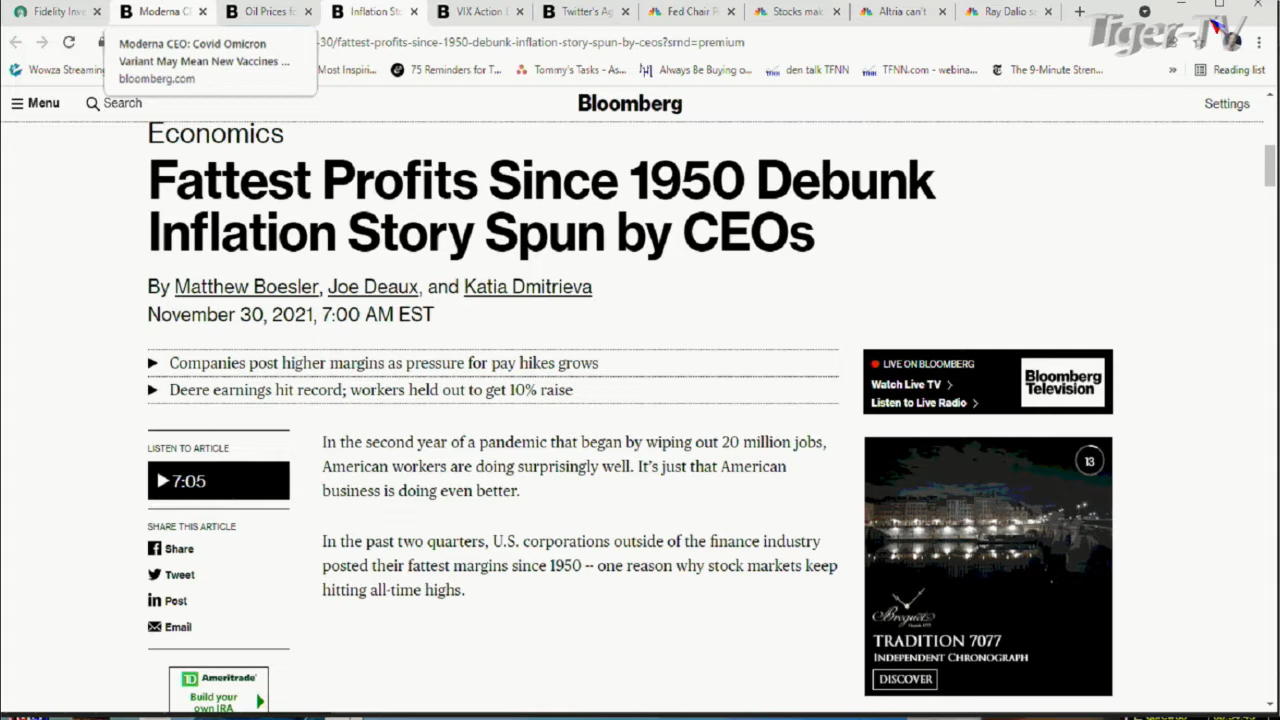 Fidelity Inv
Moderna C
Oil Prices fo
Inflation Sto
VIX Action
Twitter's Ag
Fed Chair P
Stocks mak
Altria can't
Ray Dalio s
Tiger-TV
Moderna CEO: Covid Omicron
Variant May Mean New Vaccines ...
bloomberg.com
30/fattest-profits-since-1950-debunk-inflation-story-spun-by-ceos?srnd=premium
Wowza Streaming
Most Inspiri...
75 Reminders for T...
Tommy's Tasks - As...
Always Be Buying o...
den talk TFNN
TFNN.com - webina...
The 9-Minute Stren...
»
Reading list
Menu
Search
Bloomberg
Settings
Economics
Fattest Profits Since 1950 Debunk
Inflation Story Spun by CEOs
By Matthew Boesler, Joe Deaux, and Katia Dmitrieva
November 30, 2021, 7:00 AM EST
Companies post higher margins as pressure for pay hikes grows
Deere earnings hit record; workers held out to get 10% raise
LIVE ON BLOOMBERG
Watch Live TV
Listen to Live Radio
Bloomberg
Television
LISTEN TO ARTICLE
7:05
In the second year of a pandemic that began by wiping out 20 million jobs,
American workers are doing surprisingly well. It's just that American
business is doing even better.
SHARE THIS ARTICLE
Share
Tweet
Post
Email
In the past two quarters, U.S. corporations outside of the finance industry
posted their fattest margins since 1950 -- one reason why stock markets keep
hitting all-time highs.
13
Breguet
TRADITION 7077
INDEPENDENT CHRONOGRAPH
DISCOVER
TD Ameritrade
Build your
own IRA